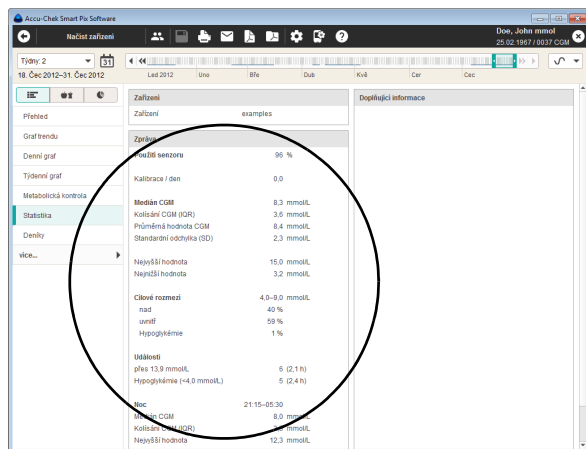 Accu-Chek Smart Pix Software
Načíst zařízení
Doe, John mmol
25.02.1967 / 0037 CGM
Týdny: 2
31
18. Čec 2012–31. Čec 2012
Led 2012 Uno Bře Dub Kvě Čer Čec
Přehled
Graf trendu
Denní graf
Týdenní graf
Metabolická kontrola
Statistika
Deníky
více...
Zařízení
Zařízení examples
Zpráva
Použití senzoru 96 %
Kalibrace / den 0,0
Medián CGM 8,3 mmol/L
Kolísání CGM (IQR) 3,6 mmol/L
Průměrná hodnota CGM 8,4 mmol/L
Standardní odchylka (SD) 2,3 mmol/L
Nejvyšší hodnota 15,0 mmol/L
Nejnižší hodnota 3,2 mmol/L
Cílové rozmezí 4,0–9,0 mmol/L
nad 40 %
uvnitř 59 %
Hypoglykémie 1 %
Události
přes 13,9 mmol/L 6 (2,1 h)
Hypoglykémie (<4,0 mmol/L) 5 (2,4 h)
Noc 21:15–05:30
Medián CGM 8,0 mmol/L
Kolísání CGM (IQR) mmol/L
Nejvyšší hodnota 12,3 mmol/L
Doplňující informace